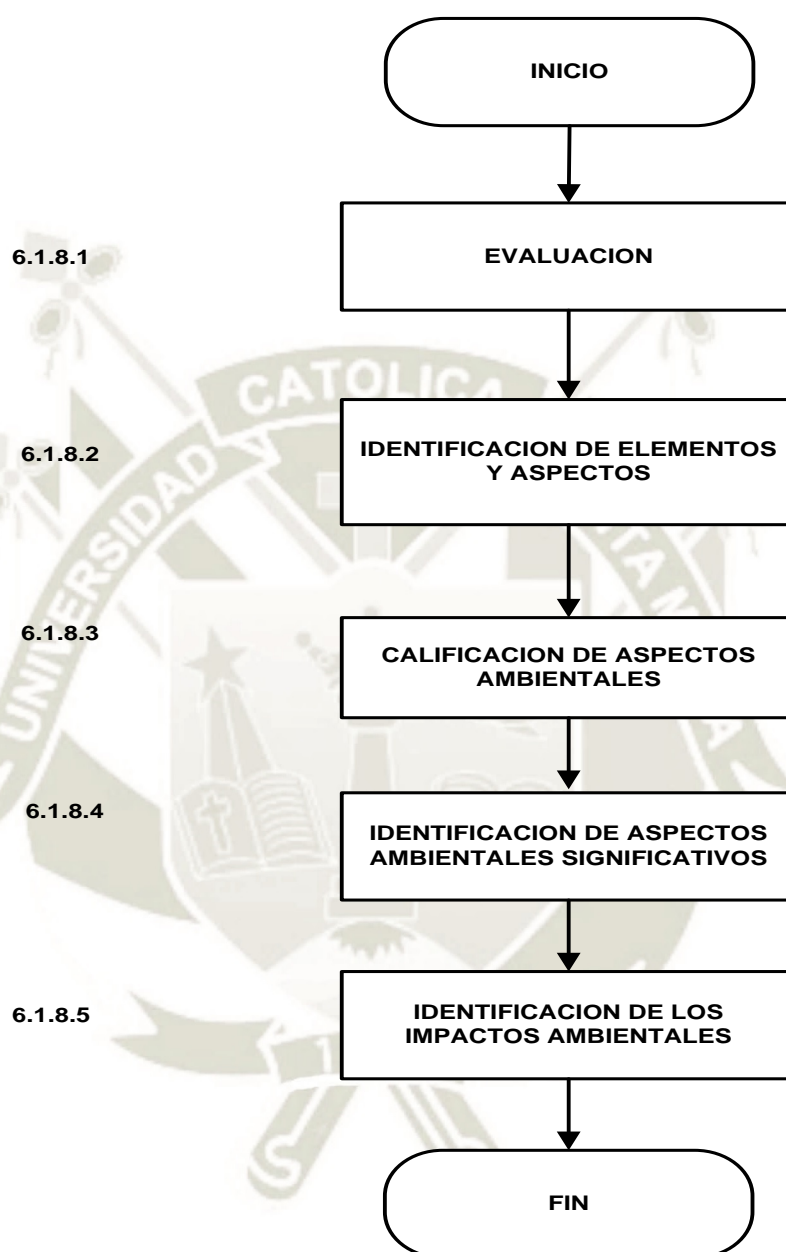 INICIO
6.1.8.1
EVALUACION
CATOLICA
UNIVERSIDAD
6.1.8.2
IDENTIFICACION DE ELEMENTOS
Y ASPECTOS
6.1.8.3
CALIFICACION DE ASPECTOS
AMBIENTALES
6.1.8.4
IDENTIFICACION DE ASPECTOS
AMBIENTALES SIGNIFICATIVOS
6.1.8.5
IDENTIFICACION DE LOS
IMPACTOS AMBIENTALES
FIN